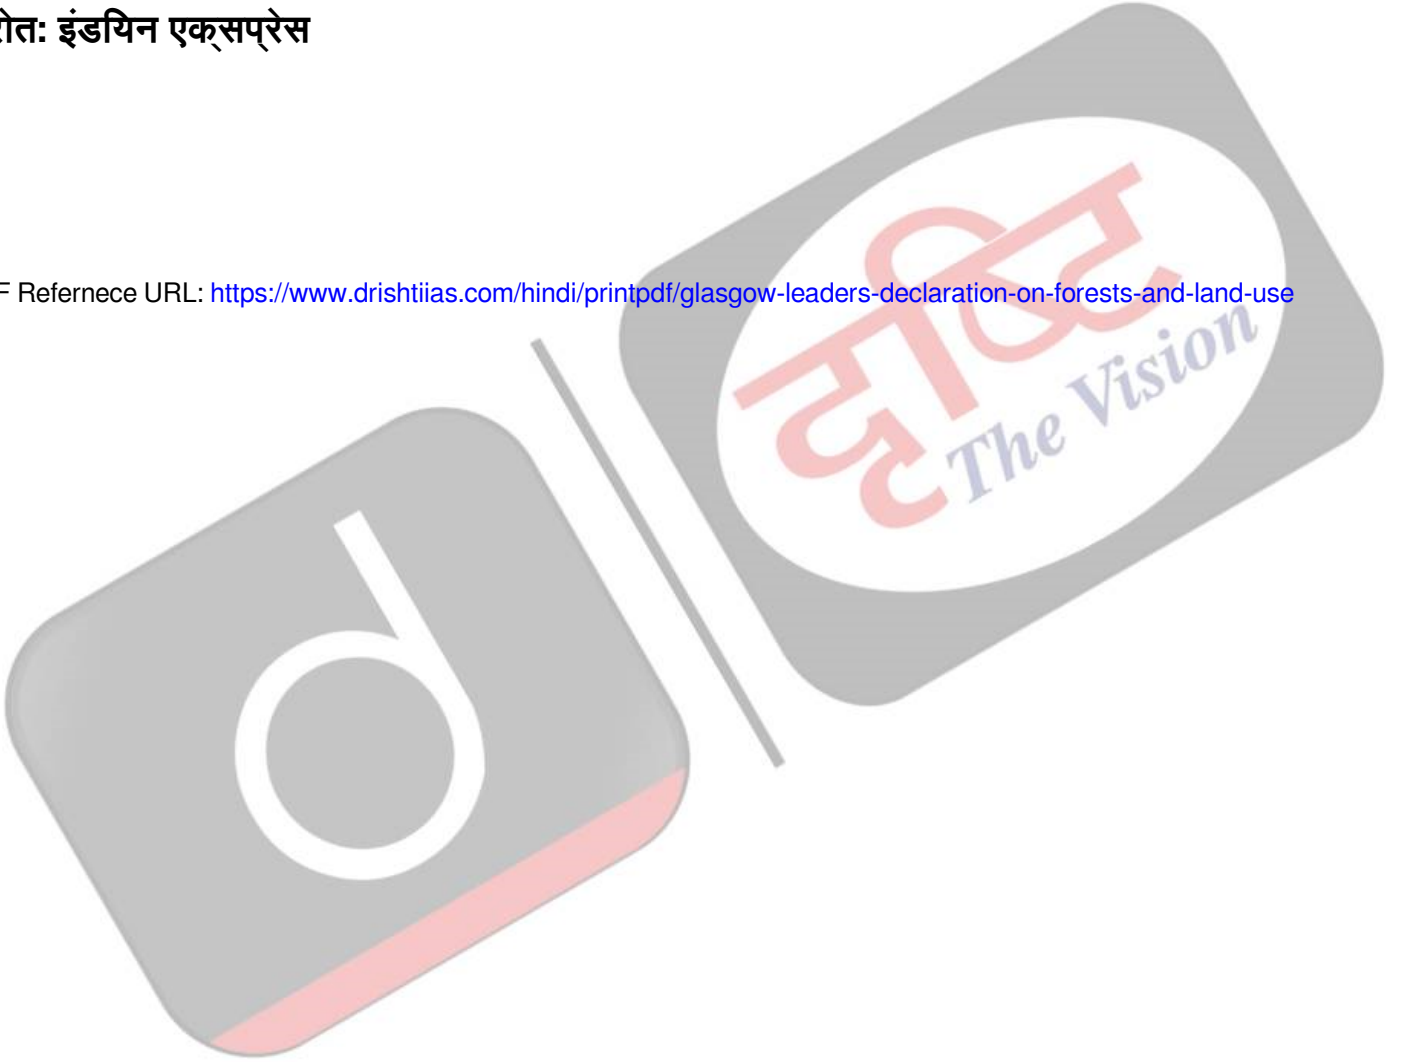 रोत: इंडयिन एक्सप्रेस
F Refernece URL: https://www.drishtiias.com/hindi/printpdf/glasgow-leaders-declaration-on-forests-and-land-use
दृष्टि
The Vision
d